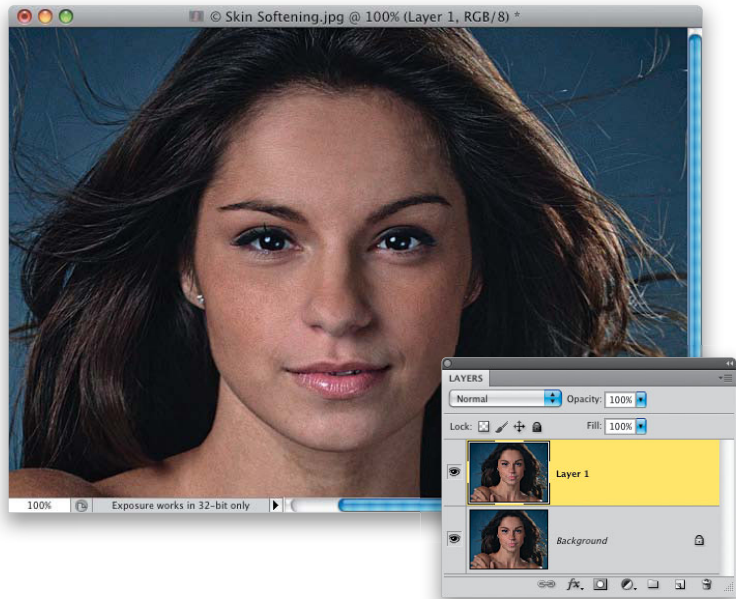 © Skin Softening.jpg @ 100% (Layer 1, RGB/8) *
100% Exposure works in 32-bit only
LAYERS
Normal Opacity: 100%
Lock: Fill: 100%
Layer 1
Background
fx.